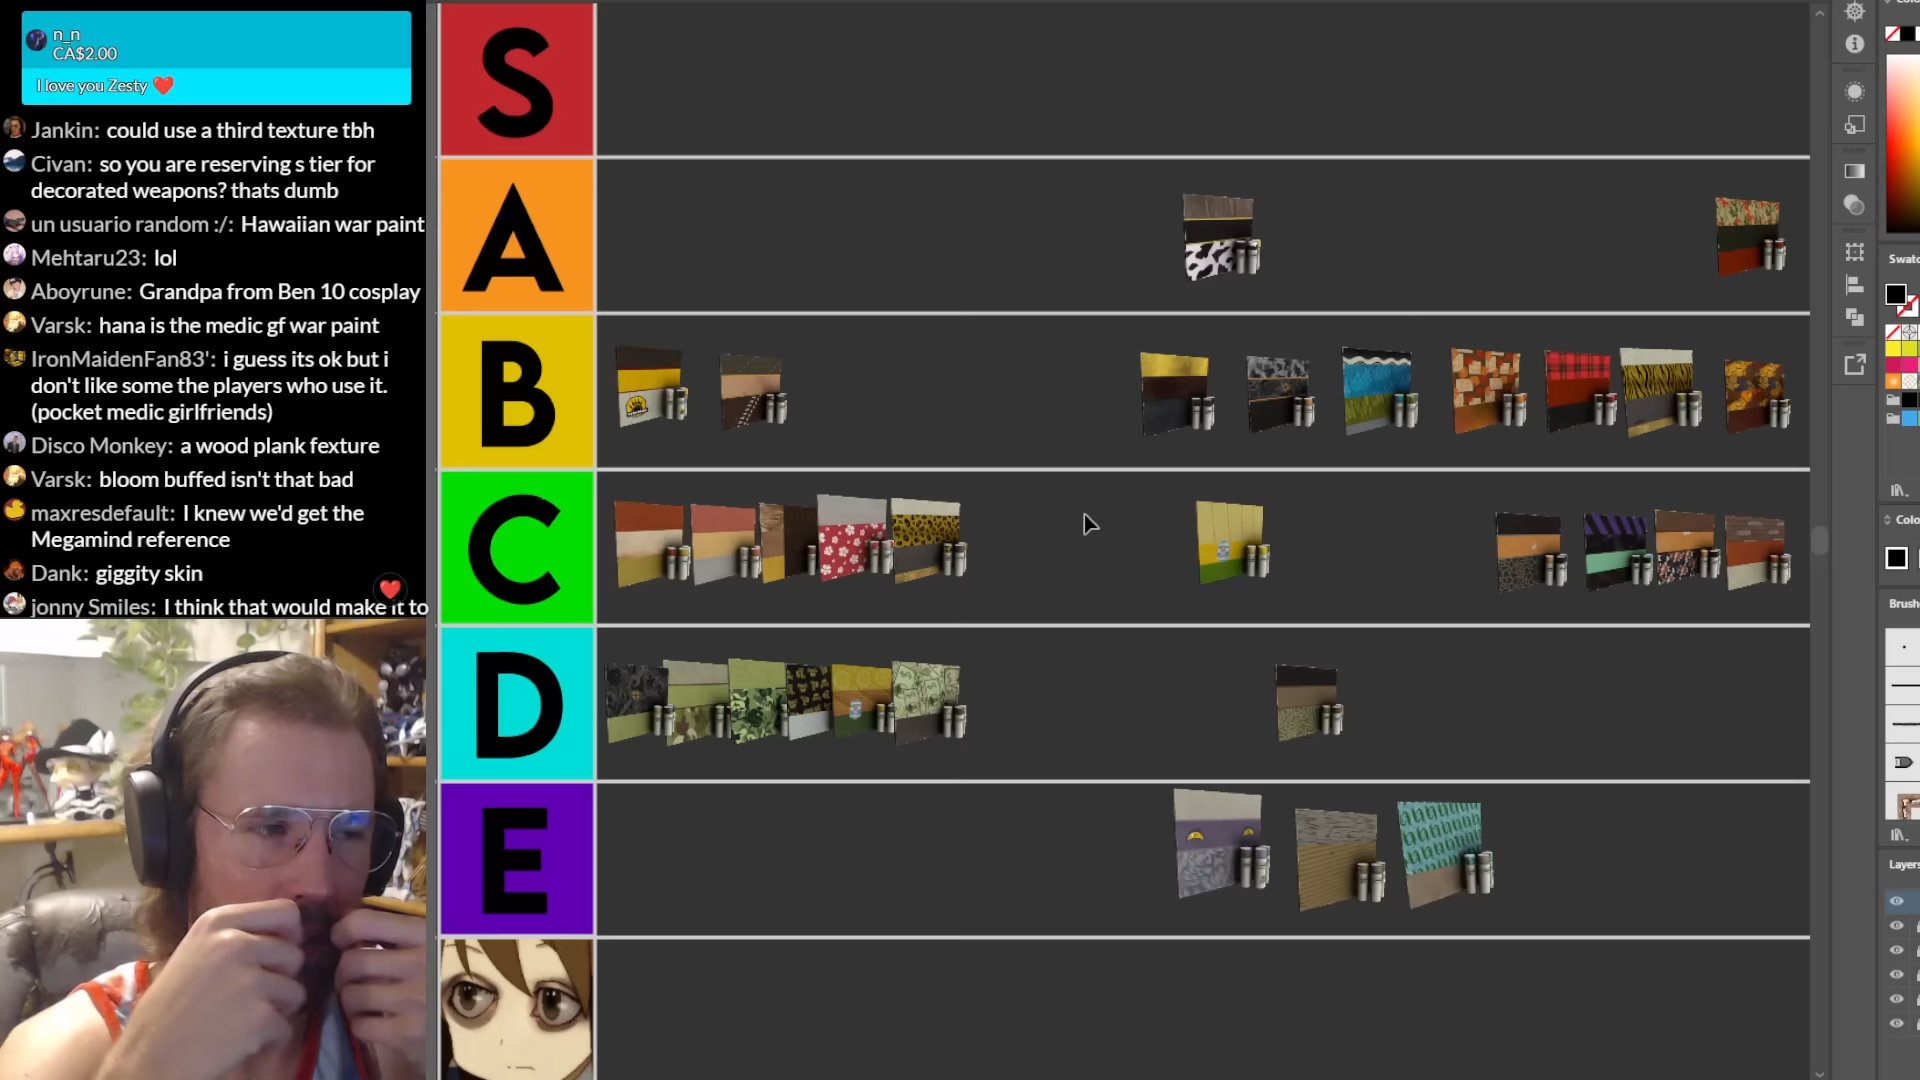 n_n
CA$2.00
I love you Zesty ❤️
Jankin: could use a third texture tbh
Civan: so you are reserving s tier for
decorated weapons? thats dumb
un usuario random :/: Hawaiian war paint
Mehtaru23: lol
Aboyrune: Grandpa from Ben 10 cosplay
Varsk: hana is the medic gf war paint
IronMaidenFan83': i guess its ok but i
don't like some the players who use it.
(pocket medic girlfriends)
Disco Monkey: a wood plank fexture
Varsk: bloom buffed isn't that bad
maxresdefault: I knew we'd get the
Megamind reference
Dank: giggity skin
jonny Smiles: I think that would make it to
S
A
B
C
D
E
Swatc
Colo
Brush
Layers